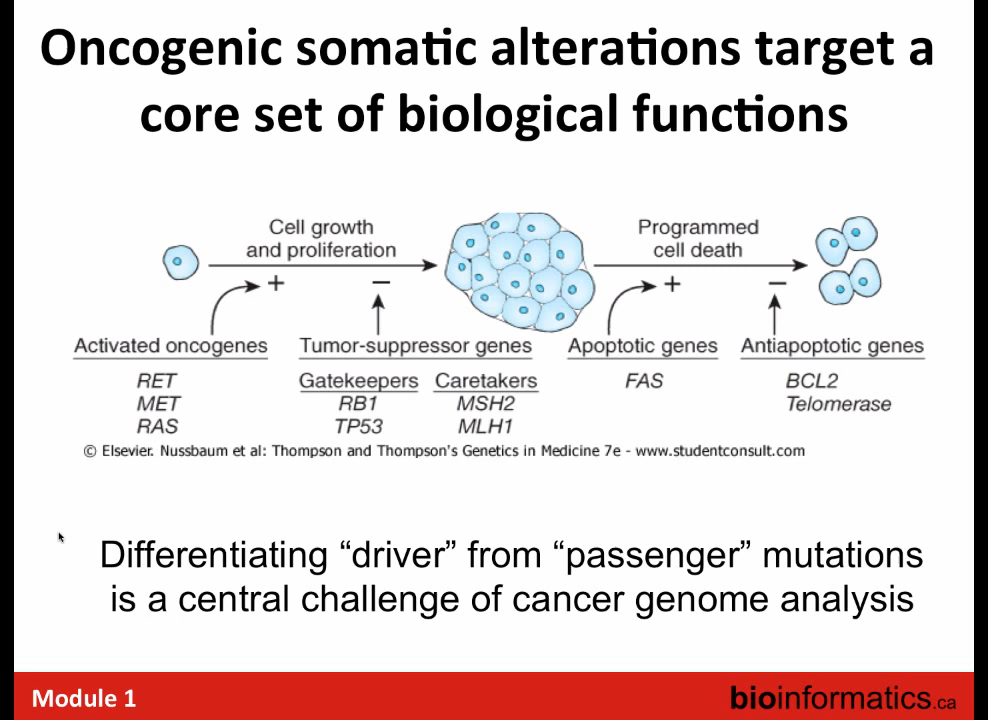 Oncogenic somatic alterations target a
core set of biological functions
Cell growth
and proliferation
Programmed
cell death
+
−
+
−
Activated oncogenes
Tumor-suppressor genes
Apoptotic genes
Antiapoptotic genes
RET
MET
RAS
Gatekeepers
RB1
TP53
Caretakers
MSH2
MLH1
FAS
BCL2
Telomerase
© Elsevier. Nussbaum et al: Thompson and Thompson's Genetics in Medicine 7e - www.studentconsult.com
Differentiating “driver” from “passenger” mutations
is a central challenge of cancer genome analysis
Module 1
bioinformatics.ca